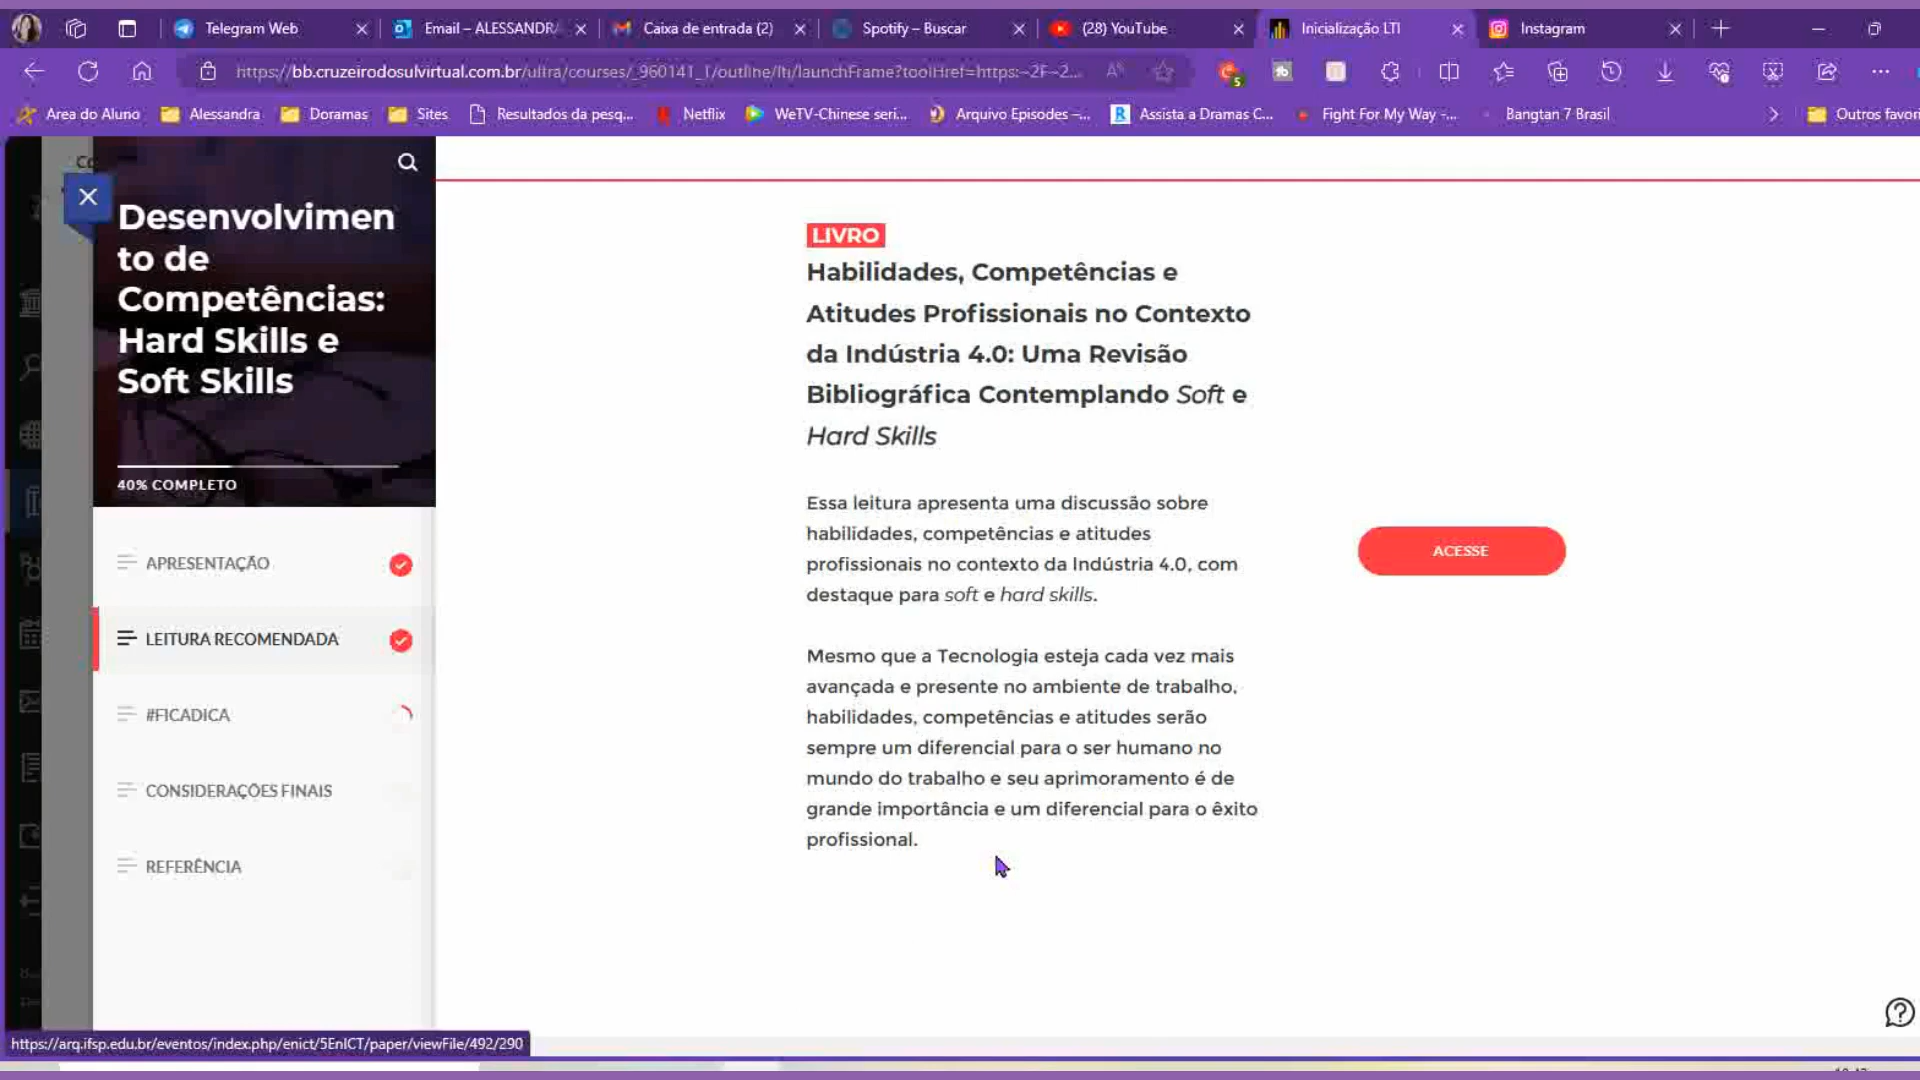 Telegram Web
Email – ALESSANDRA
Caixa de entrada (2)
Spotify – Buscar
(28) YouTube
Inicialização LTI
Instagram
https://bb.cruzeirodosulvirtual.com.br/ultra/courses/_960141_1/outline/lti/launchFrame?toolHref=https:~2F~2...
5
Area do Aluno
Alessandra
Doramas
Sites
Resultados da pesq...
Netflix
WeTV-Chinese seri...
Arquivo Episodes –...
Assista a Dramas C...
Fight For My Way -...
Bangtan 7 Brasil
Outros favori
Desenvolvimen
to de
Competências:
Hard Skills e
Soft Skills
40% COMPLETO
APRESENTAÇÃO
LEITURA RECOMENDADA
#FICADICA
CONSIDERAÇÕES FINAIS
REFERÊNCIA
LIVRO
Habilidades, Competências e
Atitudes Profissionais no Contexto
da Indústria 4.0: Uma Revisão
Bibliográfica Contemplando Soft e
Hard Skills
Essa leitura apresenta uma discussão sobre
habilidades, competências e atitudes
profissionais no contexto da Indústria 4.0, com
destaque para soft e hard skills.
Mesmo que a Tecnologia esteja cada vez mais
avançada e presente no ambiente de trabalho,
habilidades, competências e atitudes serão
sempre um diferencial para o ser humano no
mundo do trabalho e seu aprimoramento é de
grande importância e um diferencial para o êxito
profissional.
ACESSE
https://arq.ifsp.edu.br/eventos/index.php/enict/5EnICT/paper/viewFile/492/290